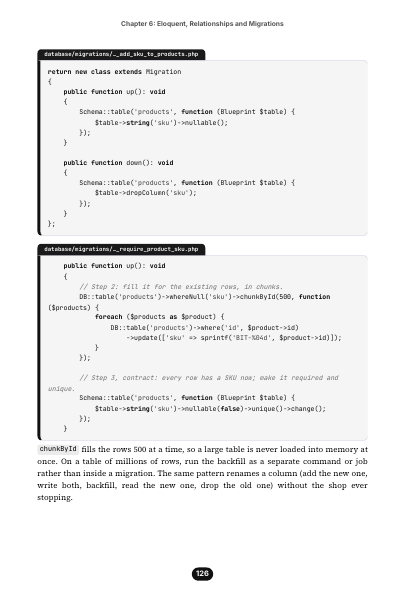 Chapter 6: Eloquent, Relationships and Migrations
database/migrations/…_add_sku_to_products.php
return new class extends Migration
{
    public function up(): void
    {
        Schema::table('products', function (Blueprint $table) {
            $table->string('sku')->nullable();
        });
    }

    public function down(): void
    {
        Schema::table('products', function (Blueprint $table) {
            $table->dropColumn('sku');
        });
    }
};
database/migrations/…_require_product_sku.php
    public function up(): void
    {
        // Step 2: fill it for the existing rows, in chunks.
        DB::table('products')->whereNull('sku')->chunkById(500, function
($products) {
            foreach ($products as $product) {
                DB::table('products')->where('id', $product->id)
                    ->update(['sku' => sprintf('BIT-%04d', $product->id)]);
            }
        });

        // Step 3, contract: every row has a SKU now; make it required and
unique.
        Schema::table('products', function (Blueprint $table) {
            $table->string('sku')->nullable(false)->unique()->change();
        });
    }
chunkById fills the rows 500 at a time, so a large table is never loaded into memory at
once. On a table of millions of rows, run the backfill as a separate command or job
rather than inside a migration. The same pattern renames a column (add the new one,
write both, backfill, read the new one, drop the old one) without the shop ever
stopping.
126